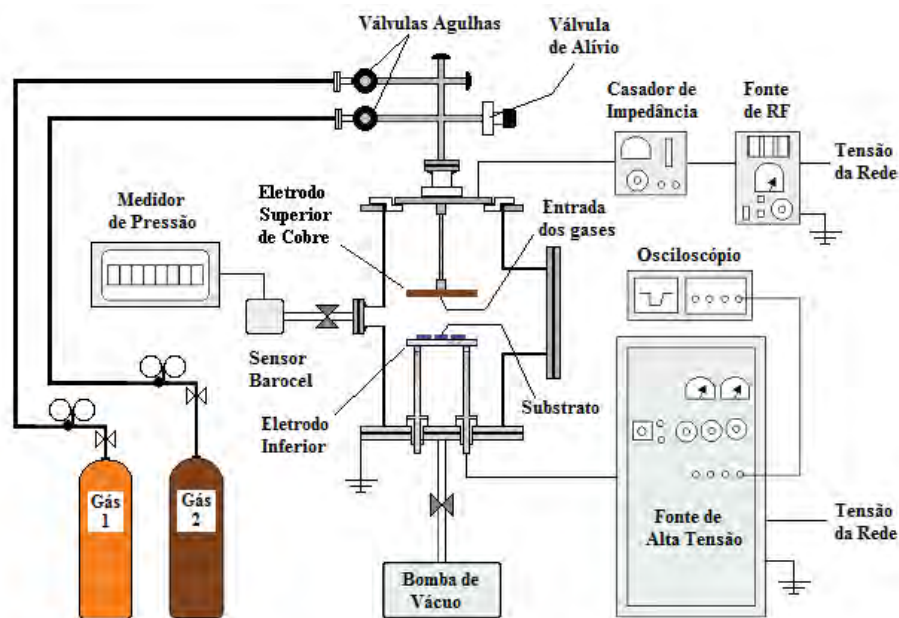 Válvulas Agulhas
Válvula
de Alívio
Casador de
Impedância
Fonte
de RF
Tensão
da Rede
Medidor
de Pressão
Eletrodo
Superior
de Cobre
Entrada
dos gases
Osciloscópio
Sensor
Barocel
Eletrodo
Inferior
Substrato
Gás
1
Gás
2
Fonte de
Alta Tensão
Tensão
da Rede
Bomba de
Vácuo